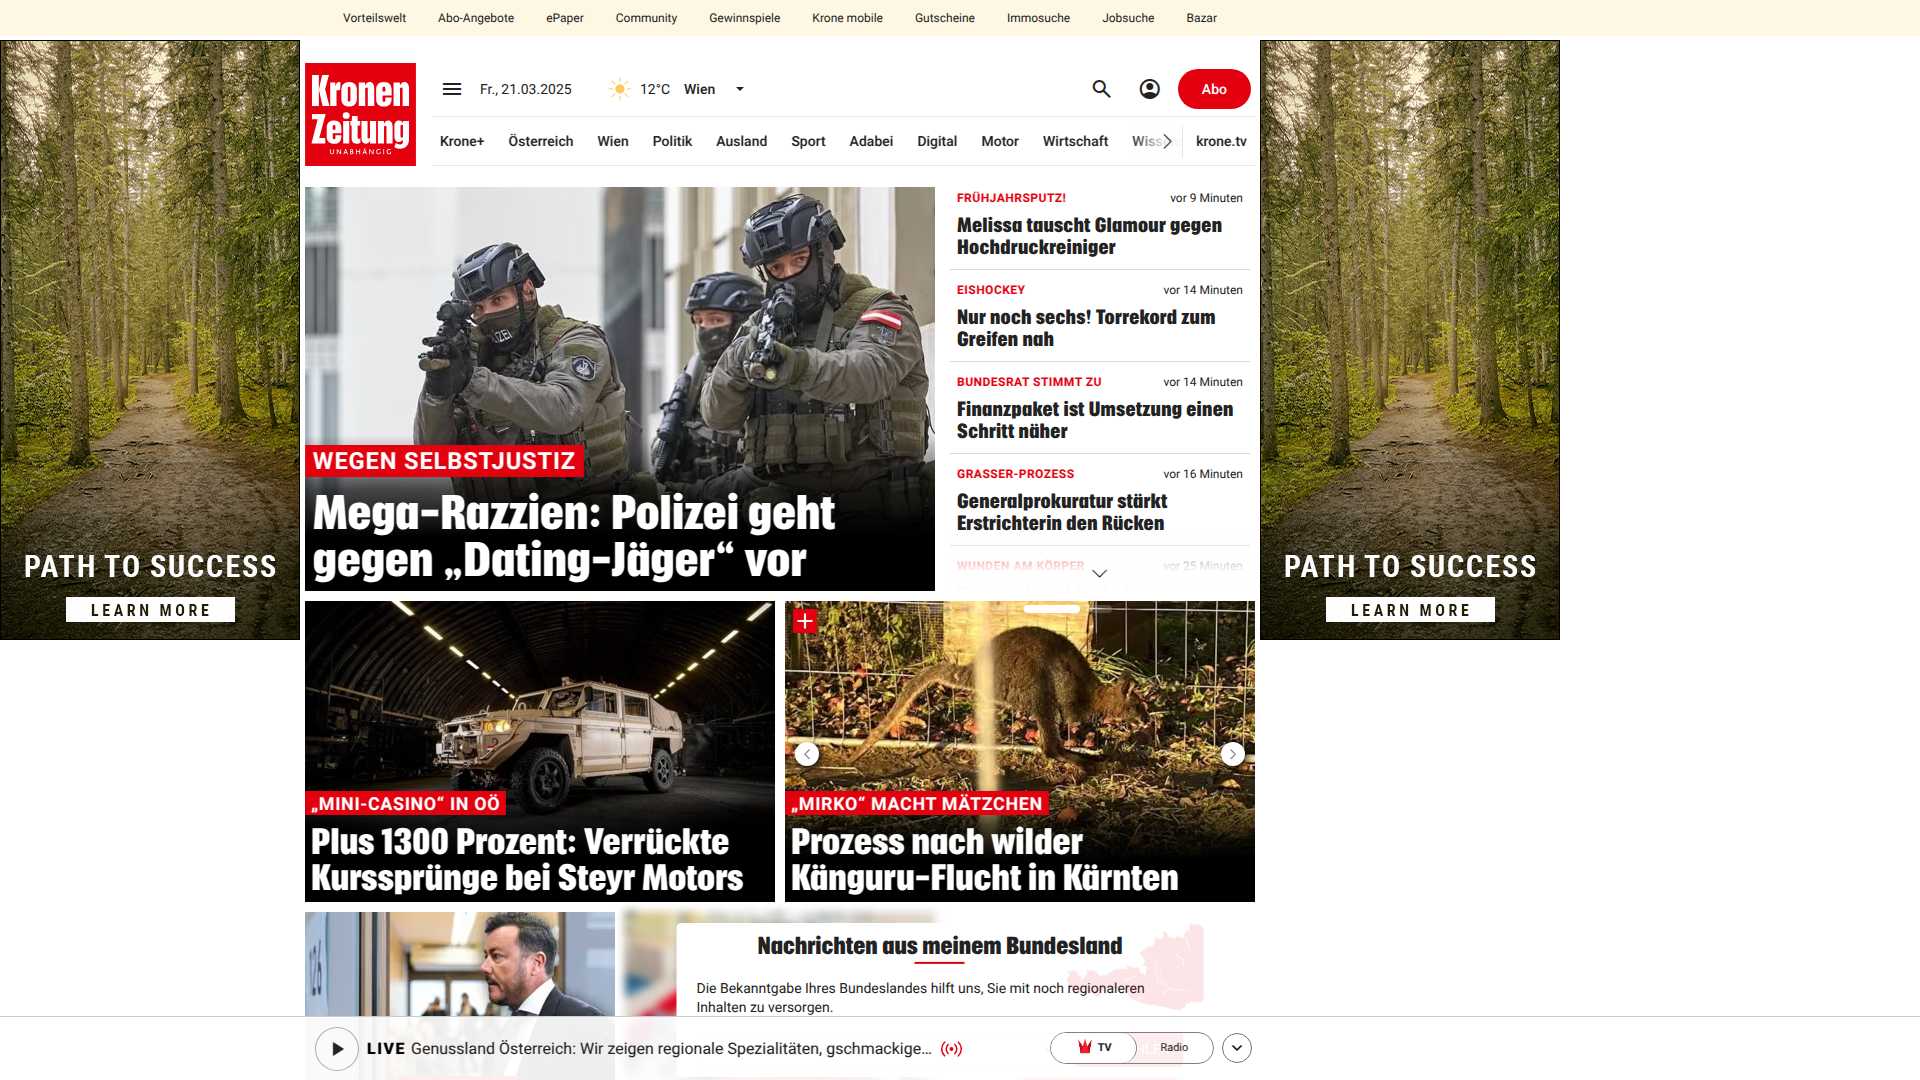 Vorteilswelt Abo-Angebote ePaper Community Gewinnspiele Krone mobile Gutscheine Immosuche Jobsuche Bazar
Kronen
Zeitung
UNABHÄNGIG
Fr., 21.03.2025 12°C Wien
Abo
Krone+ Österreich Wien Politik Ausland Sport Adabei Digital Motor Wirtschaft Wiss krone.tv
POLIZEI
WEGEN SELBSTJUSTIZ
Mega-Razzien: Polizei geht
gegen „Dating-Jäger“ vor
FRÜHJAHRSPUTZ! vor 9 Minuten
Melissa tauscht Glamour gegen
Hochdruckreiniger
EISHOCKEY vor 14 Minuten
Nur noch sechs! Torrekord zum
Greifen nah
BUNDESRAT STIMMT ZU vor 14 Minuten
Finanzpaket ist Umsetzung einen
Schritt näher
GRASSER-PROZESS vor 16 Minuten
Generalprokuratur stärkt
Erstrichterin den Rücken
WUNDEN AM KÖRPER vor 25 Minuten
PATH TO SUCCESS
LEARN MORE
PATH TO SUCCESS
LEARN MORE
„MINI-CASINO“ IN OÖ
Plus 1300 Prozent: Verrückte
Kurssprünge bei Steyr Motors
„MIRKO“ MACHT MÄTZCHEN
Prozess nach wilder
Känguru-Flucht in Kärnten
126
Nachrichten aus meinem Bundesland
Die Bekanntgabe Ihres Bundeslandes hilft uns, Sie mit noch regionaleren
Inhalten zu versorgen.
LIVE Genussland Österreich: Wir zeigen regionale Spezialitäten, gschmackige...
TV Radio